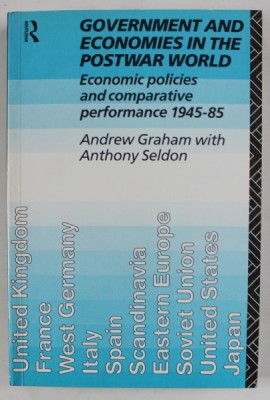 R
ROUTLEDGE
GOVERNMENT AND
ECONOMIES IN THE
POSTWAR WORLD
Economic policies
and comparative
performance 1945-85
Andrew Graham with
Anthony Seldon
United Kingdom
France
West Germany
Italy
Spain
Scandinavia
Eastern Europe
Soviet Union
United States
Japan